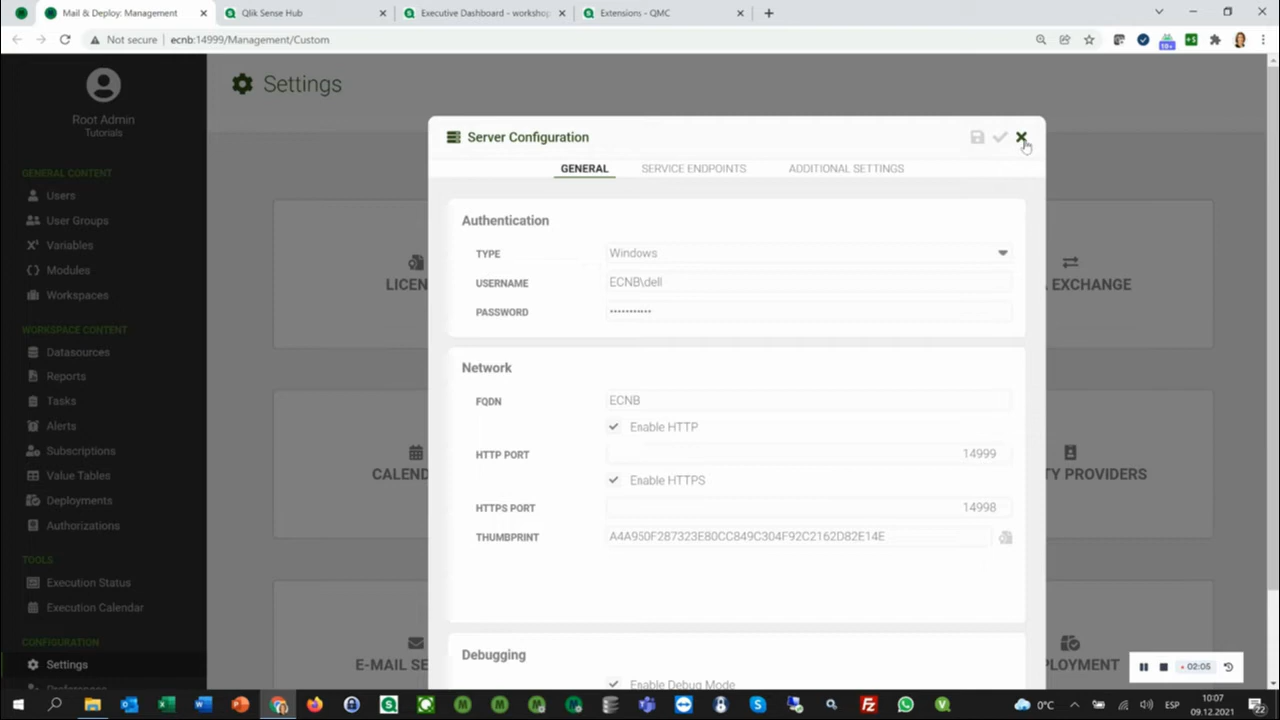 Mail & Deploy: Management
Qlik Sense Hub
Executive Dashboard - worksho
Extensions - QMC
Not secure
ecnb:14999/Management/Custom
10+
Root Admin
Tutorials
GENERAL CONTENT
Users
User Groups
Variables
Modules
Workspaces
WORKSPACE CONTENT
Datasources
Reports
Tasks
Alerts
Subscriptions
Value Tables
Deployments
Authorizations
TOOLS
Execution Status
Execution Calendar
CONFIGURATION
Settings
Preferences
Settings
LICEN
EXCHANGE
CALEND
TY PROVIDERS
E-MAIL SE
PLOYMENT
Server Configuration
GENERAL
SERVICE ENDPOINTS
ADDITIONAL SETTINGS
Authentication
TYPE
Windows
USERNAME
ECNB\dell
PASSWORD
•••••••••••
Network
FQDN
ECNB
Enable HTTP
HTTP PORT
14999
Enable HTTPS
HTTPS PORT
14998
THUMBPRINT
A4A950F287323E80CC849C304F92C2162D82E14E
Debugging
Enable Debug Mode
02:05
0°C
ESP
10:07
09.12.2021
22